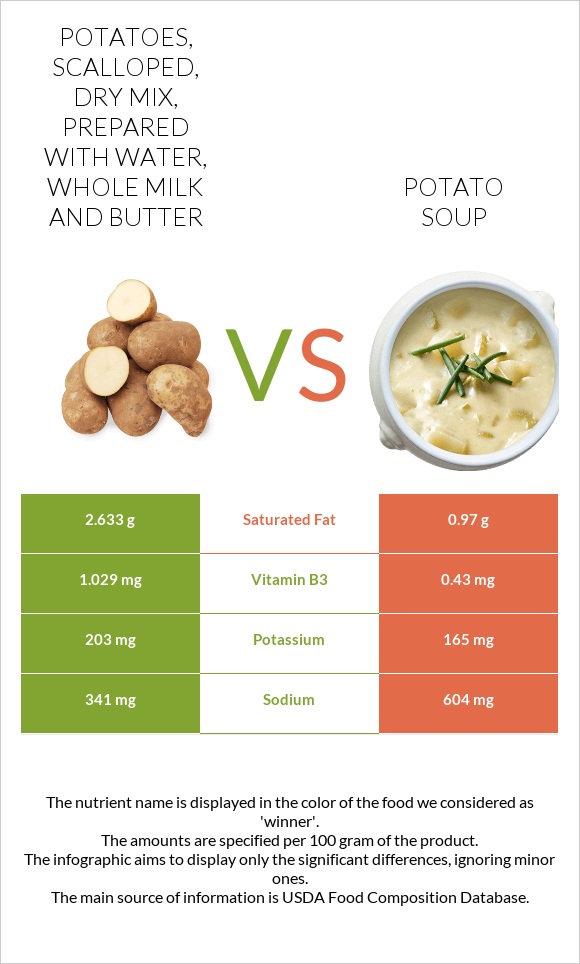 POTATOES,
SCALLOPED,
DRY MIX,
PREPARED
WITH WATER,
WHOLE MILK
AND BUTTER
POTATO
SOUP
VS
2.633 g Saturated Fat 0.97 g
1.029 mg Vitamin B3 0.43 mg
203 mg Potassium 165 mg
341 mg Sodium 604 mg
The nutrient name is displayed in the color of the food we considered as
'winner'.
The amounts are specified per 100 gram of the product.
The infographic aims to display only the significant differences, ignoring minor
ones.
The main source of information is USDA Food Composition Database.